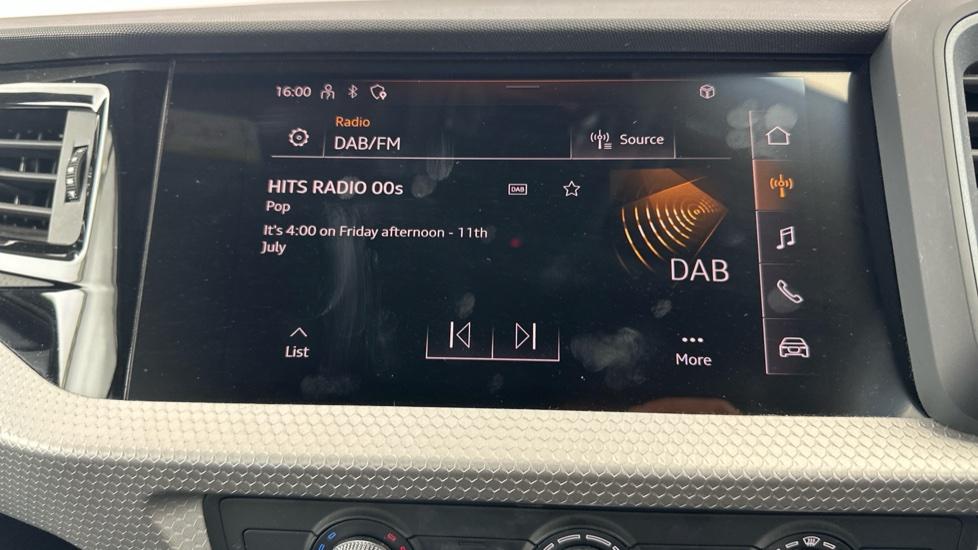 16:00
Radio
DAB/FM
Source
HITS RADIO 00s
DAB
Pop
It's 4:00 on Friday afternoon - 11th
July
DAB
List
More